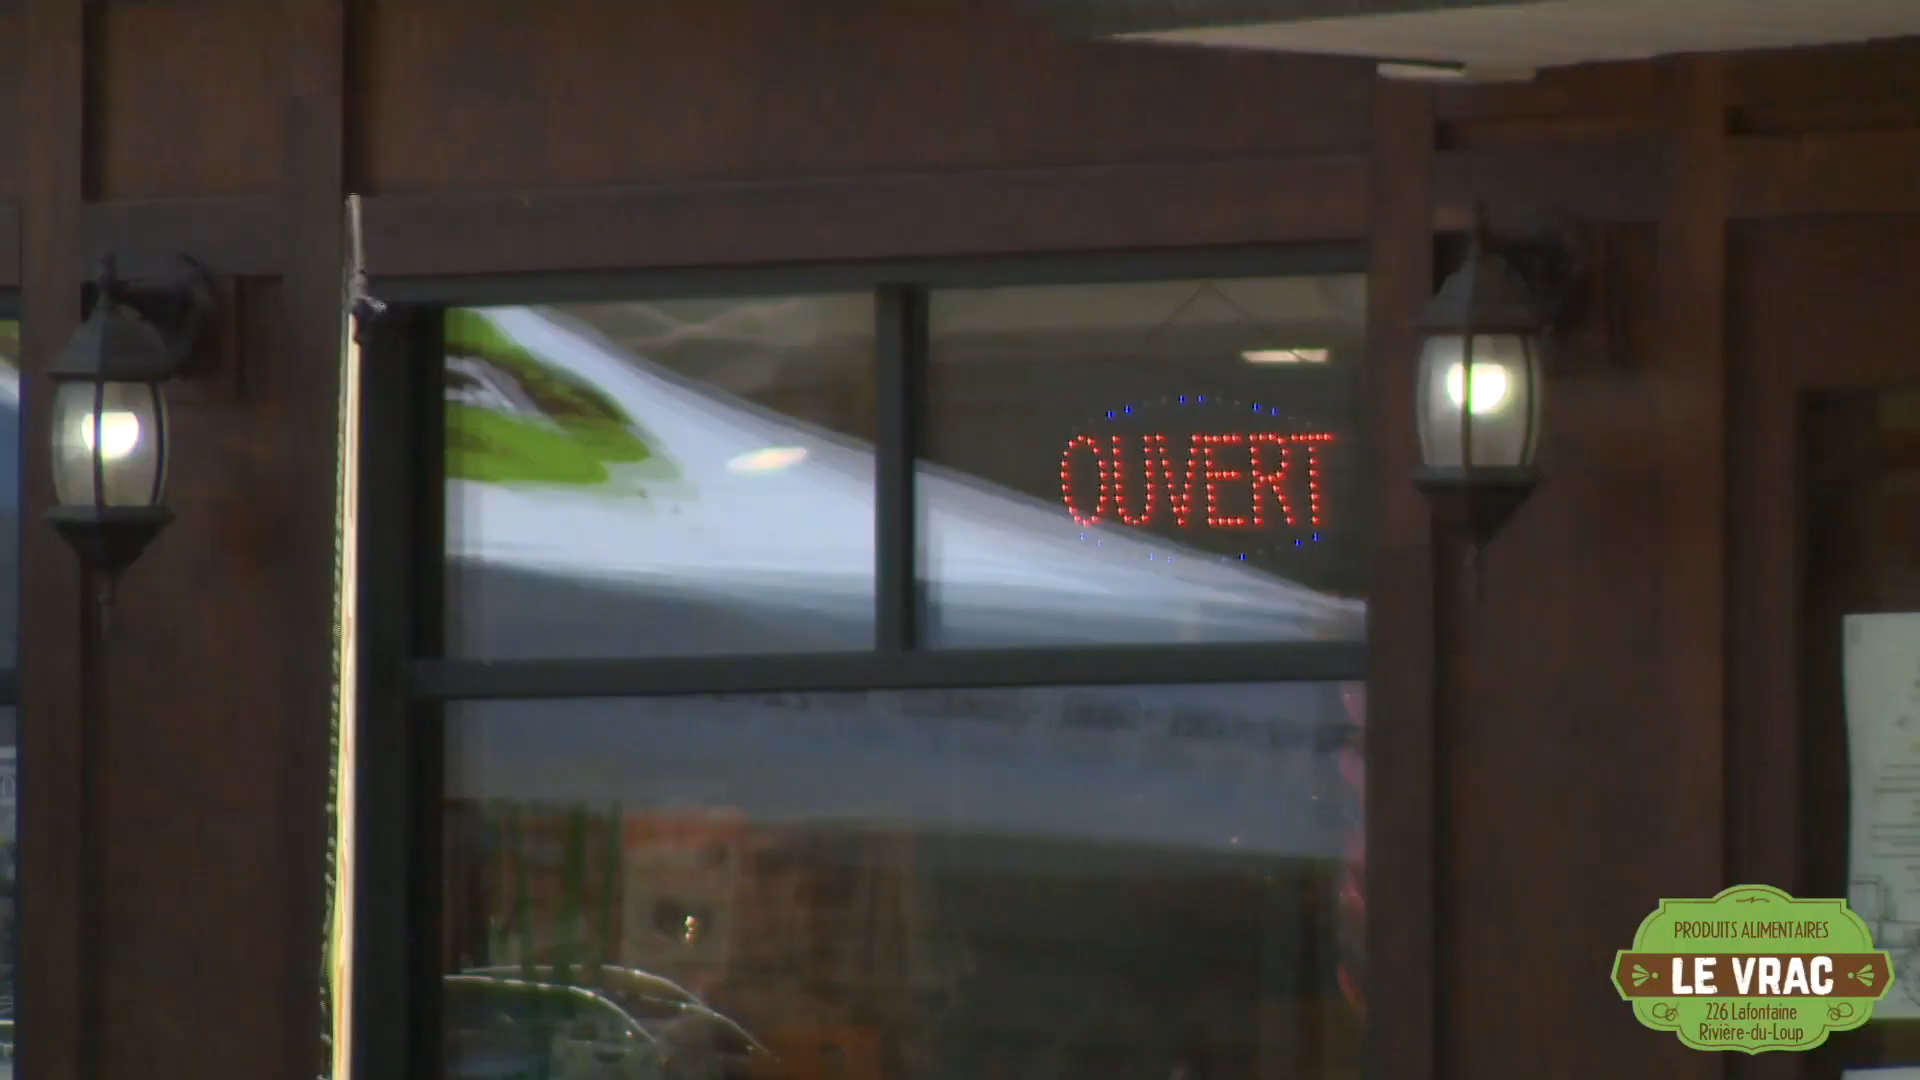 OUVERT
PRODUITS ALIMENTAIRES
LE VRAC
226 Lafontaine
Rivière-du-Loup